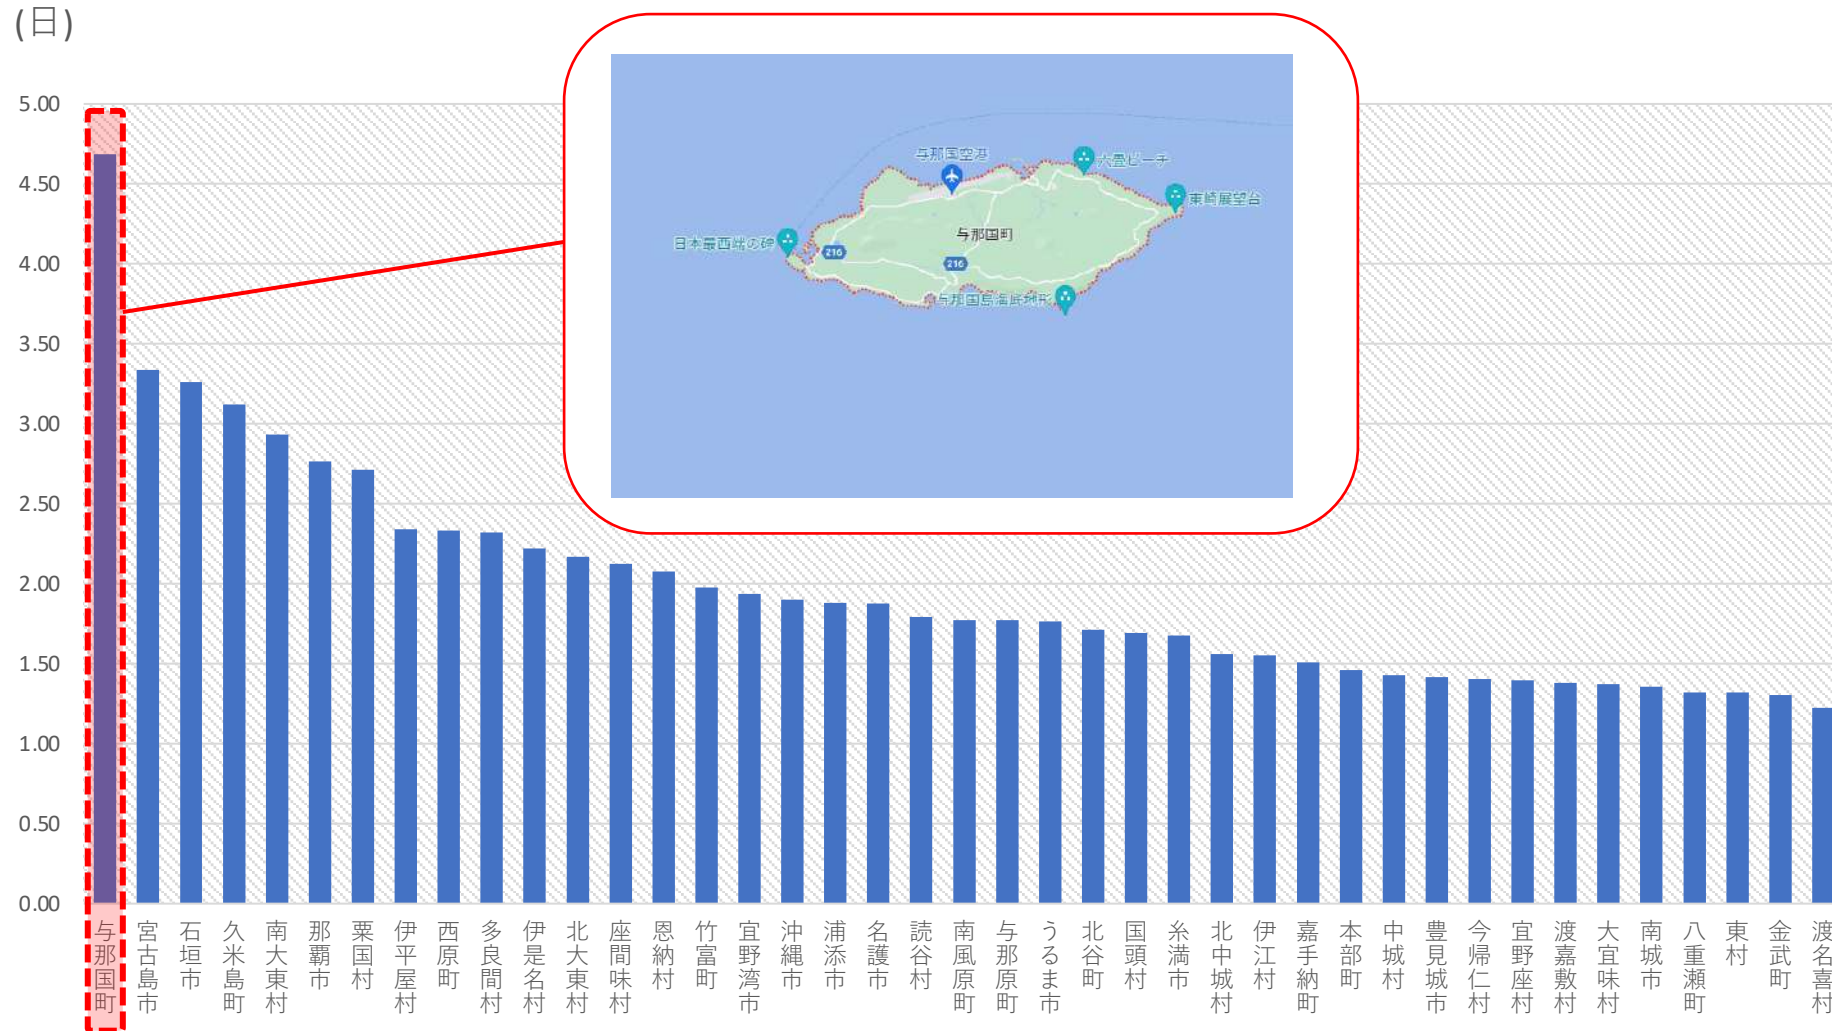 (日)
5.00
4.50
4.00
3.50
3.00
2.50
2.00
1.50
1.00
0.50
0.00
与那国空港
六畳ビーチ
東崎展望台
日本最西端の碑
与那国町
216
216
与那国島海底地形
与那国町
宮古島市
石垣市
久米島町
南大東村
那覇市
粟国村
伊平屋村
西原町
多良間村
伊是名村
北大東村
座間味村
恩納村
竹富町
宜野湾市
沖縄市
浦添市
名護市
読谷村
南風原町
与那原町
うるま市
北谷町
国頭村
糸満市
北中城村
伊江村
嘉手納町
本部町
中城村
豊見城市
今帰仁村
宜野座村
渡嘉敷村
大宜味村
南城市
八重瀬町
東村
金武町
渡名喜村